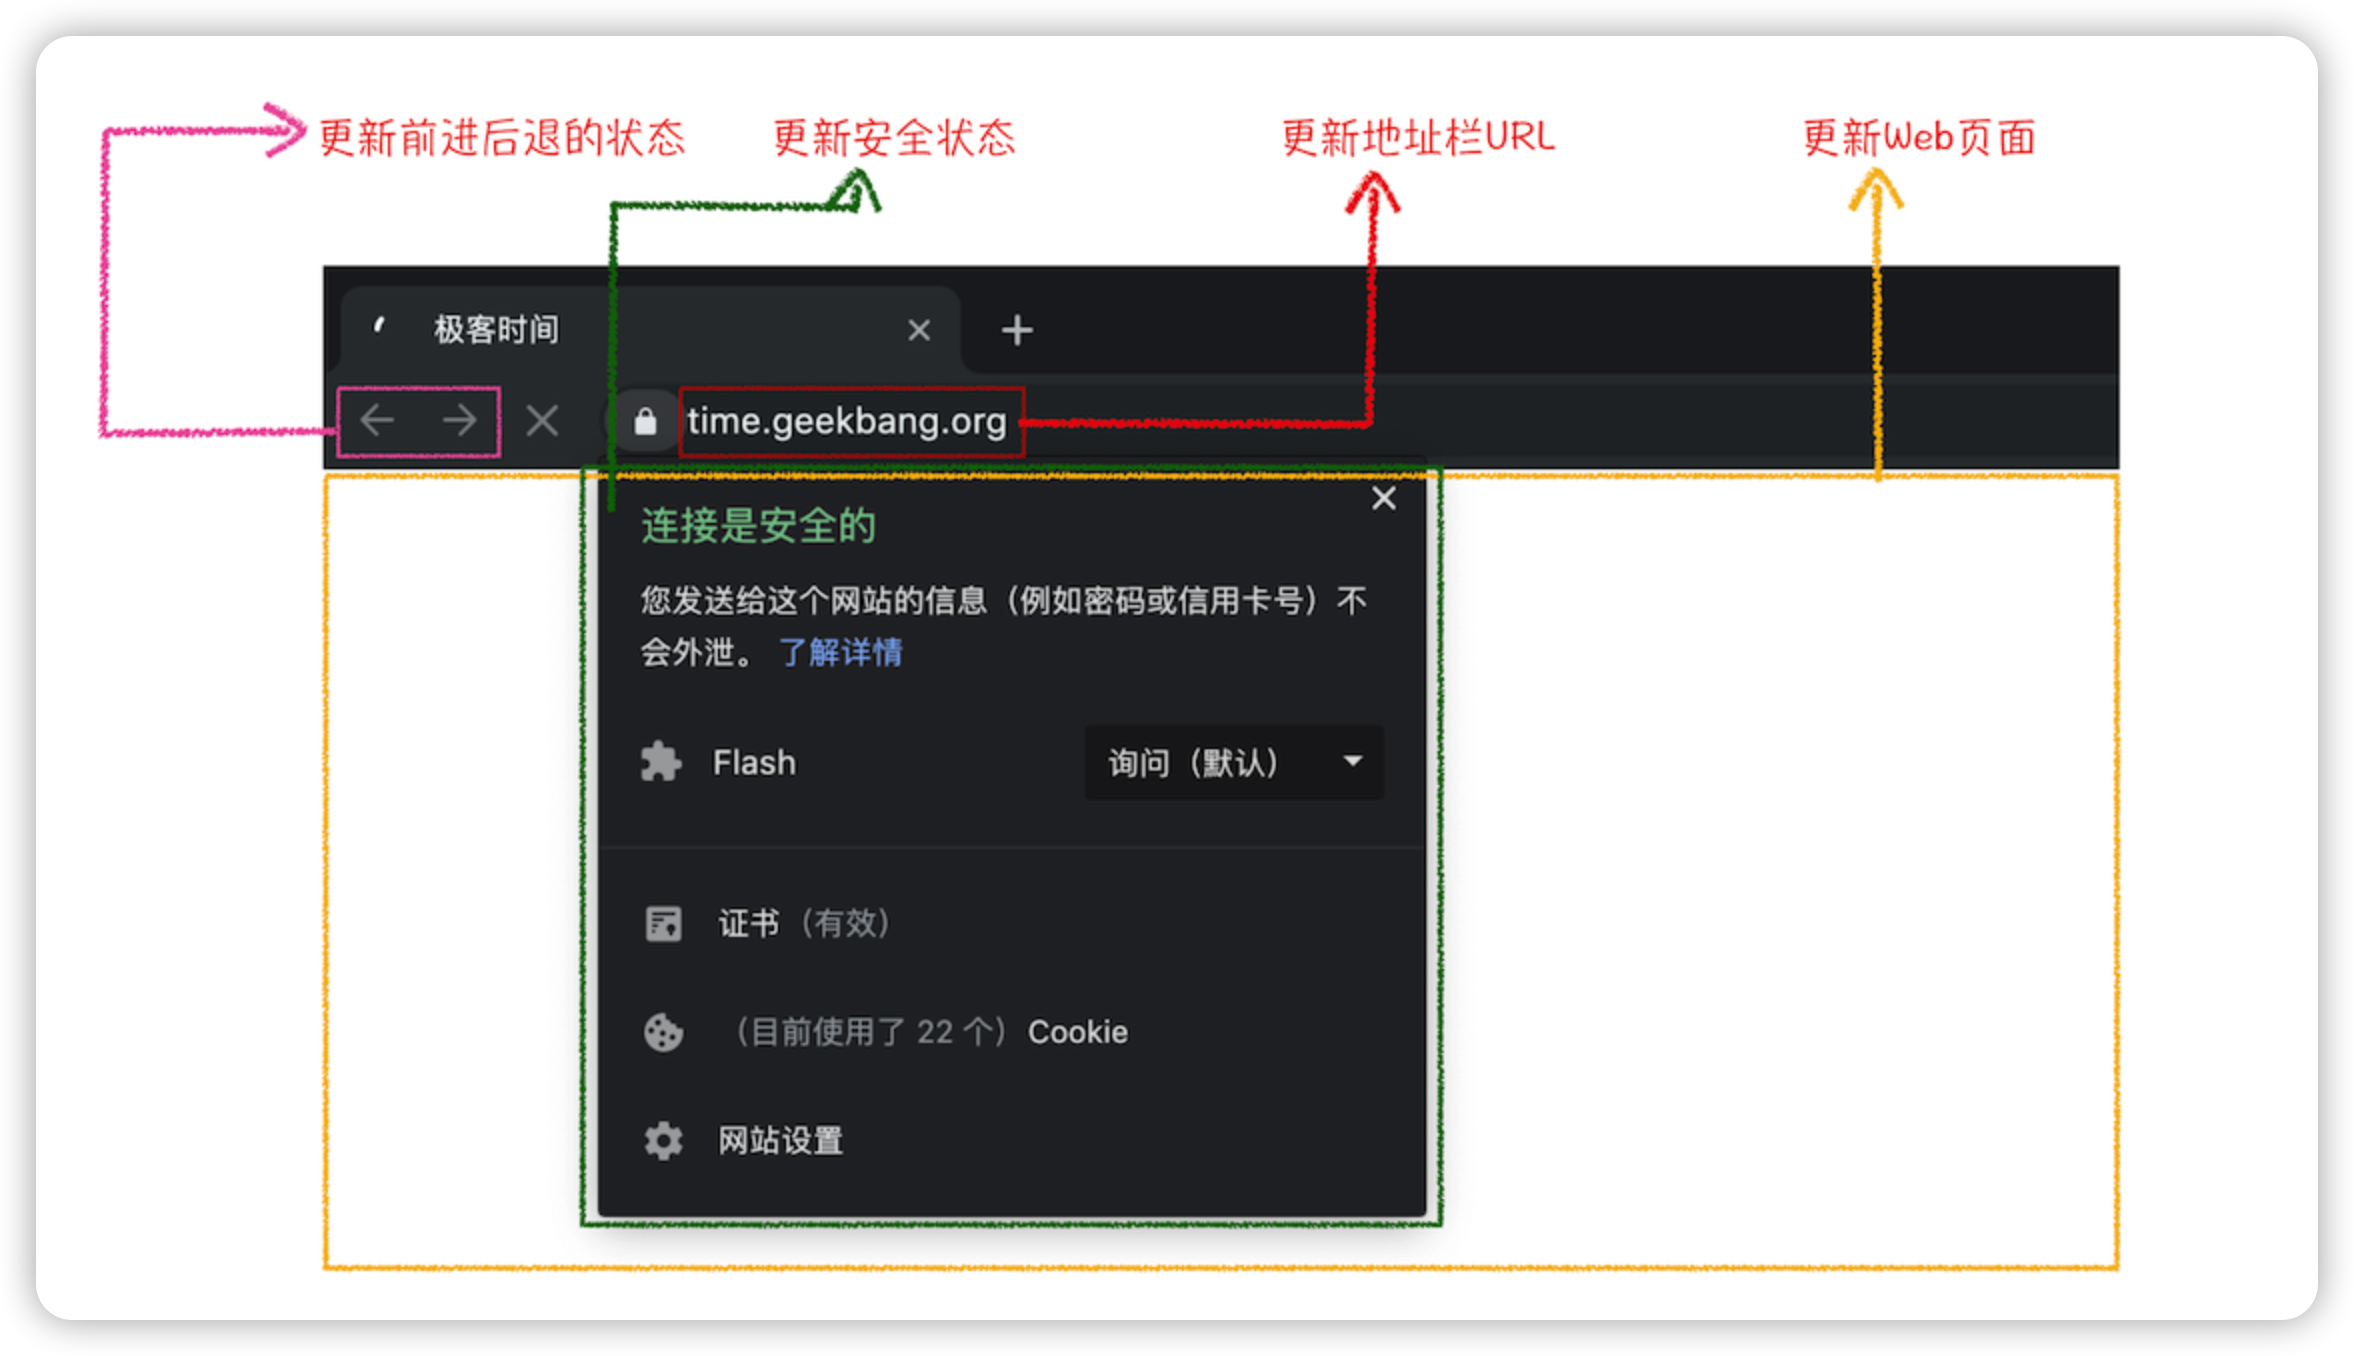 更新前进后退的状态
更新安全状态
更新地址栏URL
更新Web页面
极客时间
time.geekbang.org
连接是安全的
您发送给这个网站的信息（例如密码或信用卡号）不
会外泄。 了解详情
Flash
询问（默认）
证书（有效）
（目前使用了 22 个） Cookie
网站设置